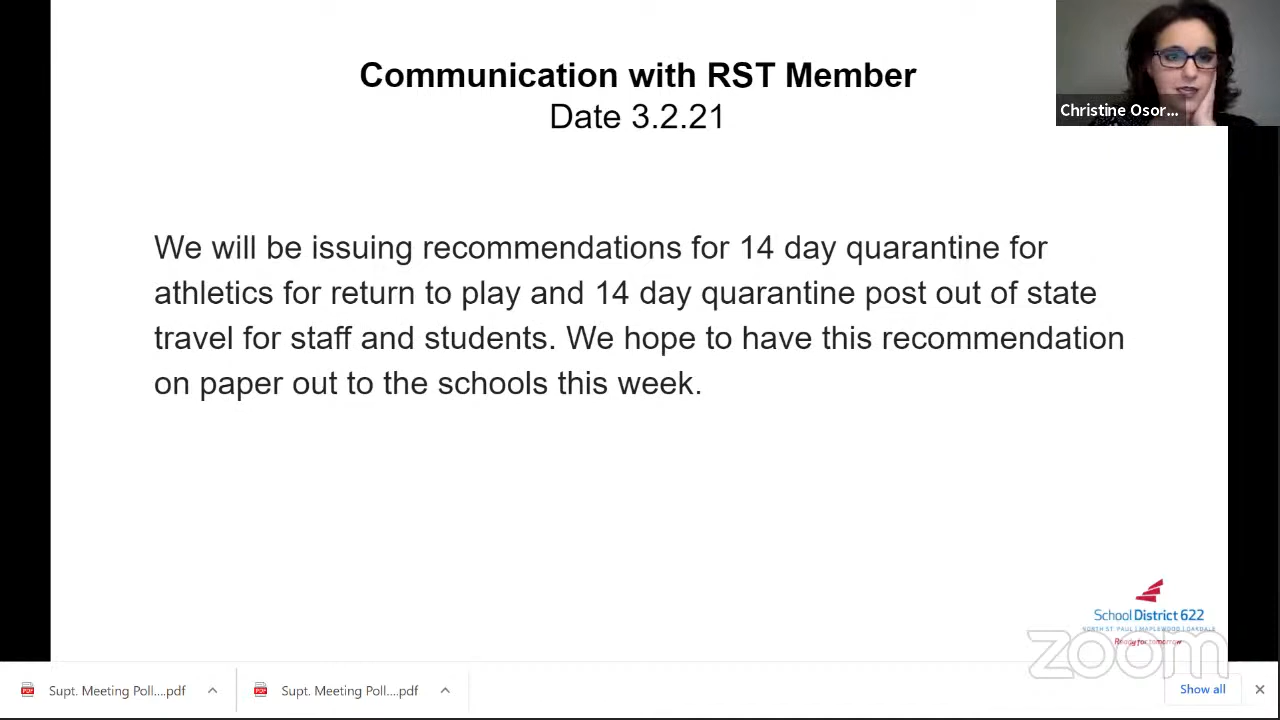 Communication with RST Member
Date 3.2.21
Christine Osor...
We will be issuing recommendations for 14 day quarantine for
athletics for return to play and 14 day quarantine post out of state
travel for staff and students. We hope to have this recommendation
on paper out to the schools this week.
School District 622
NORTH ST. PAUL | MAPLEWOOD | OAKDALE
Ready for tomorrow
zoom
Supt. Meeting Poll....pdf
Supt. Meeting Poll....pdf
Show all